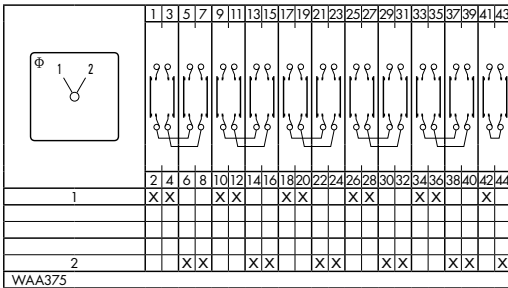 1 3 5 7 9 11 13 15 17 19 21 23 25 27 29 31 33 35 37 39 41 43
Φ 1 2
2 4 6 8 10 12 14 16 18 20 22 24 26 28 30 32 34 36 38 40 42 44
1 X X X X X X X X X X X
2 X X X X X X X X X X X
WAA375